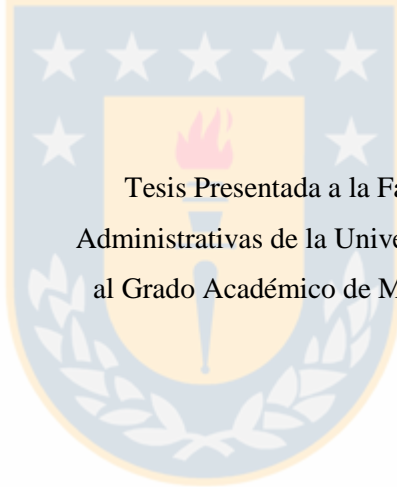 Tesis Presentada a la Fa
Administrativas de la Unive
al Grado Académico de M